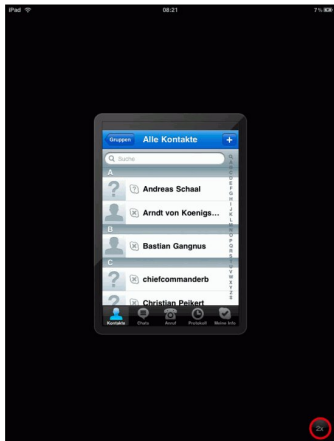 iPad 08:21 7%
Gruppen Alle Kontakte +
Suche
A
Andreas Schaal
Arndt von Koenigs...
B
Bastian Gangnus
C
chiefcommanderb
Christian Peikert
Kontakte Chats Anruf Protokoll Meine Info
2x